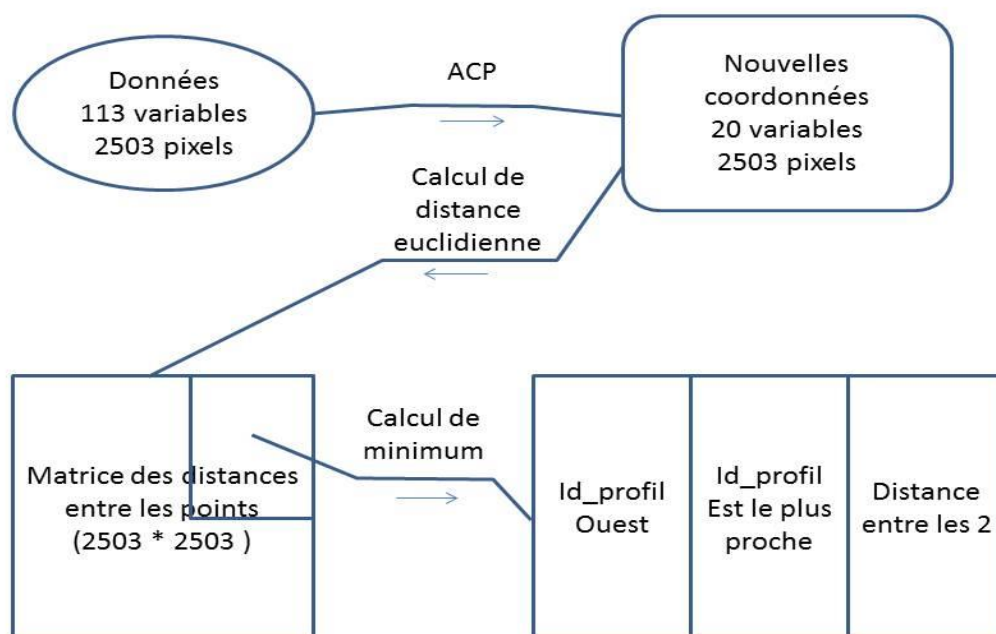 Données
113 variables
2503 pixels
ACP
Nouvelles
coordonnées
20 variables
2503 pixels
Calcul de
distance
euclidienne
Matrice des distances
entre les points
(2503 * 2503 )
Calcul de
minimum
Id_profil
Ouest
Id_profil
Est le plus
proche
Distance
entre les 2